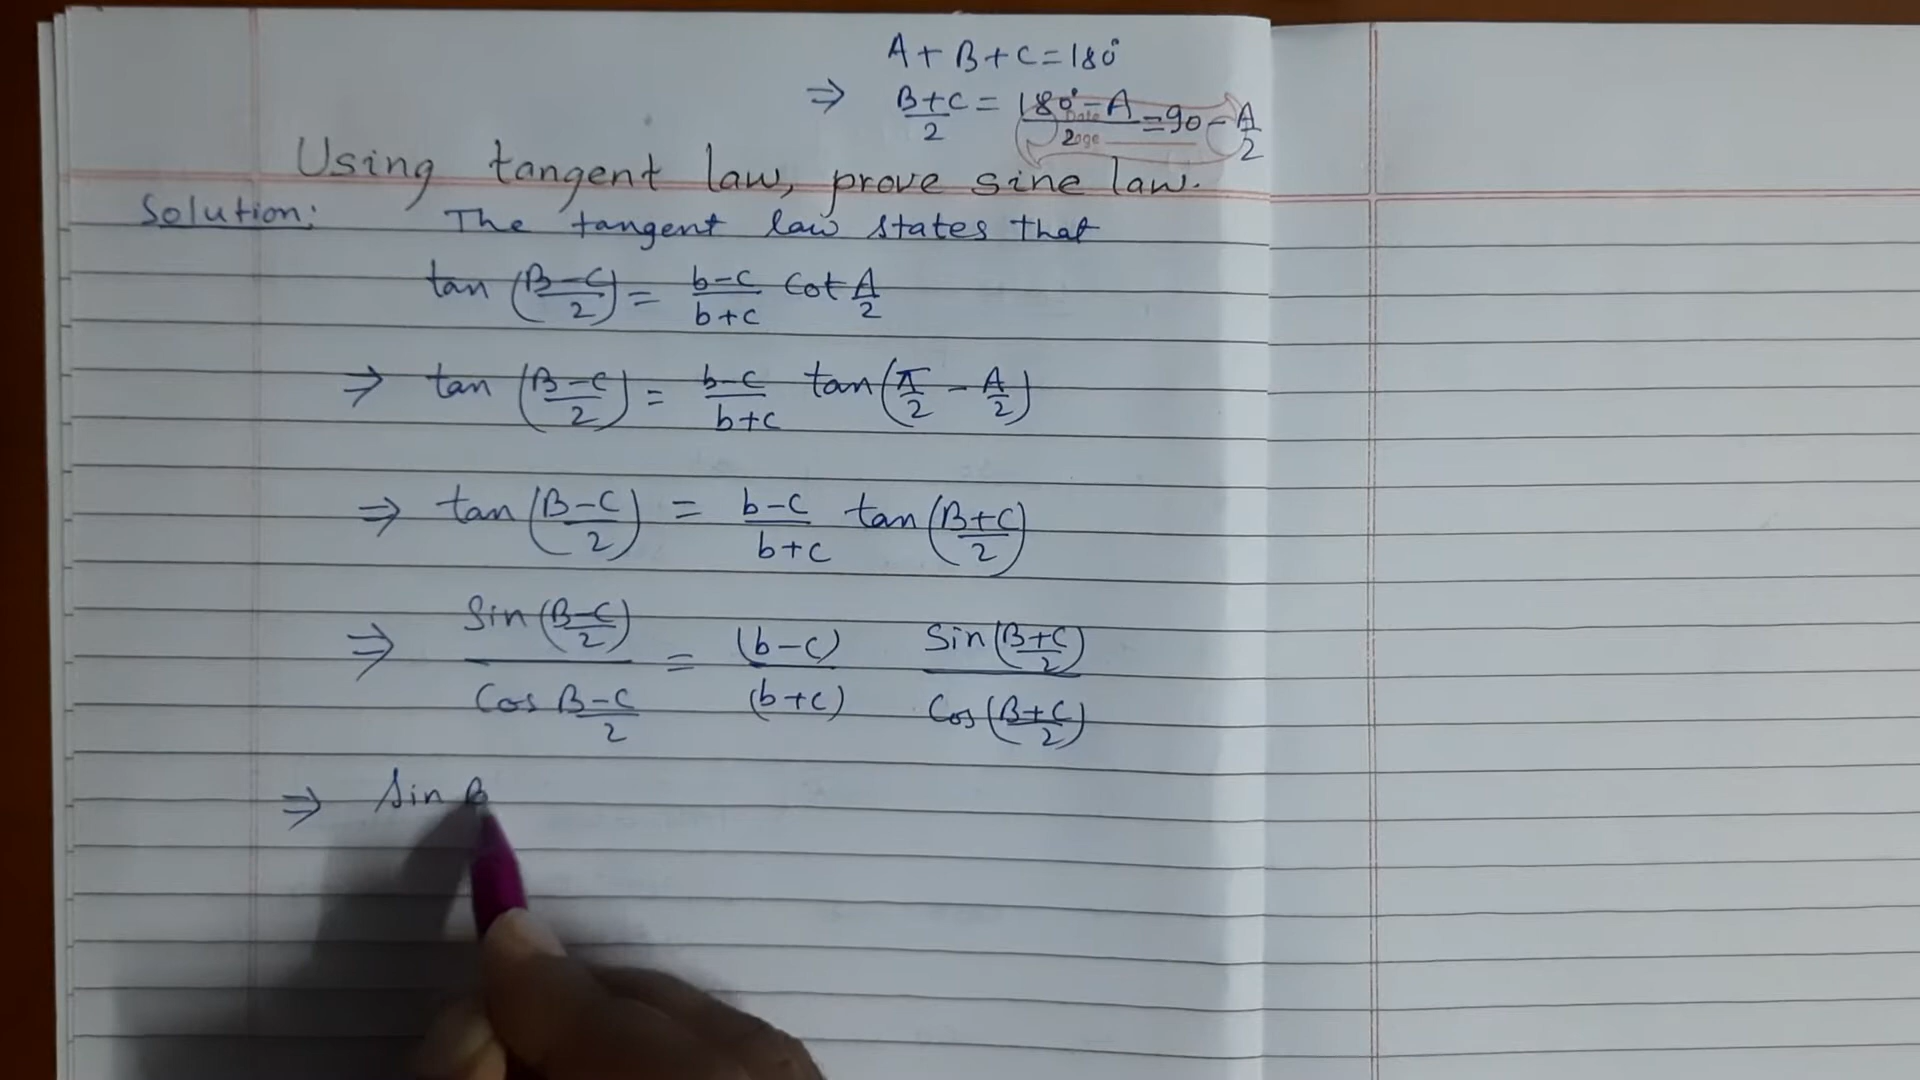 A + B + C = 180°
⇒ B+C/2 = 180°-A/2 = 90 - A/2
Using tangent law, prove sine law.
Solution: The tangent law states that
tan (B-C/2) = b-c/b+c cot A/2
⇒ tan (B-C/2) = b-c/b+c tan (π/2 - A/2)
⇒ tan (B-C/2) = b-c/b+c tan (B+C/2)
⇒ Sin (B-C/2)/Cos B-C/2 = (b-c)/(b+c) Sin (B+C/2)/Cos (B+C/2)
⇒ Sin B